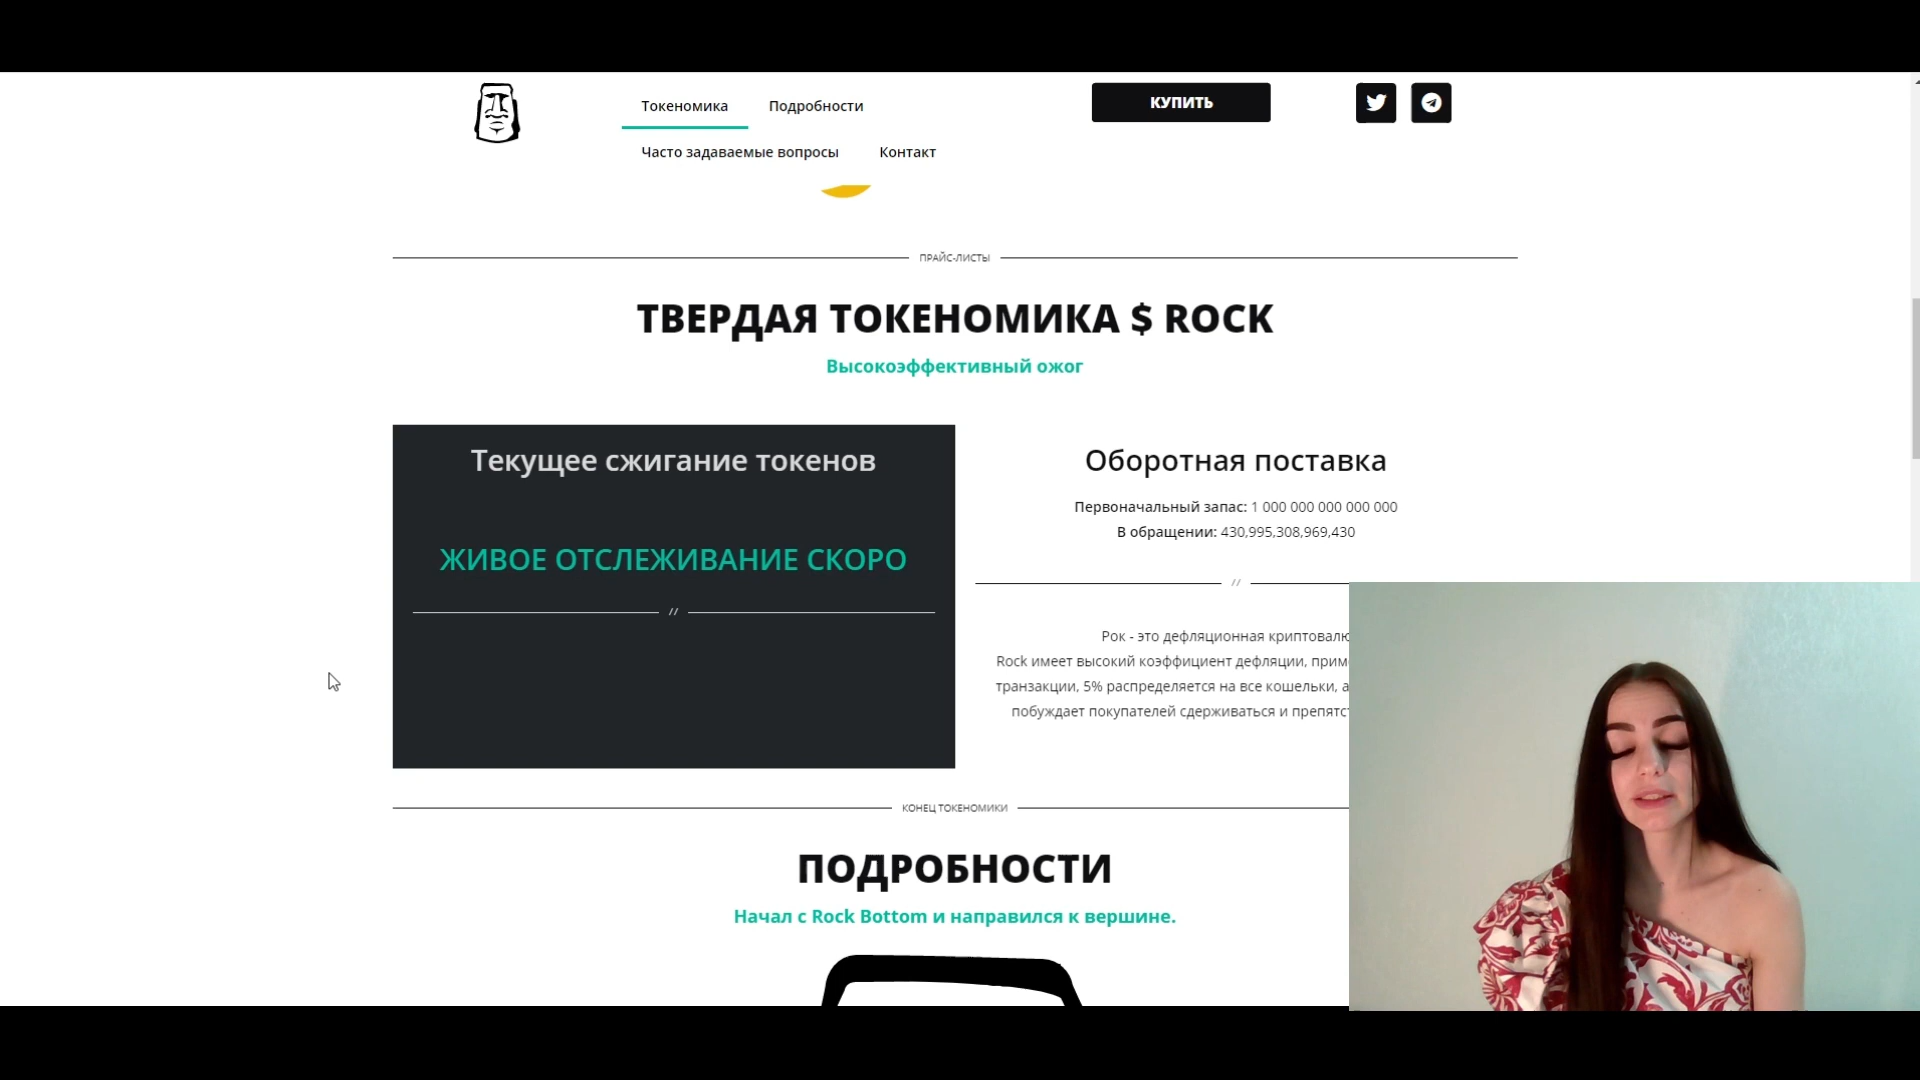 Токеномика
Подробности
КУПИТЬ
Часто задаваемые вопросы
Контакт
ПРАЙС-ЛИСТЫ
ТВЕРДАЯ ТОКЕНОМИКА $ ROCK
Высокоэффективный ожог
Текущее сжигание токенов
ЖИВОЕ ОТСЛЕЖИВАНИЕ СКОРО
//
Оборотная поставка
Первоначальный запас: 1 000 000 000 000 000
В обращении: 430,995,308,969,430
//
Рок - это дефляционная криптовалю
Rock имеет высокий коэффициент дефляции, прим
транзакции, 5% распределяется на все кошельки, а
побуждает покупателей сдерживаться и препятс
КОНЕЦ ТОКЕНОМИКИ
ПОДРОБНОСТИ
Начал с Rock Bottom и направился к вершине.